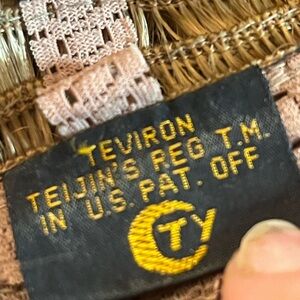 TEVIRON
TEIJIN'S REG T.M.
IN U.S. PAT. OFF
TY